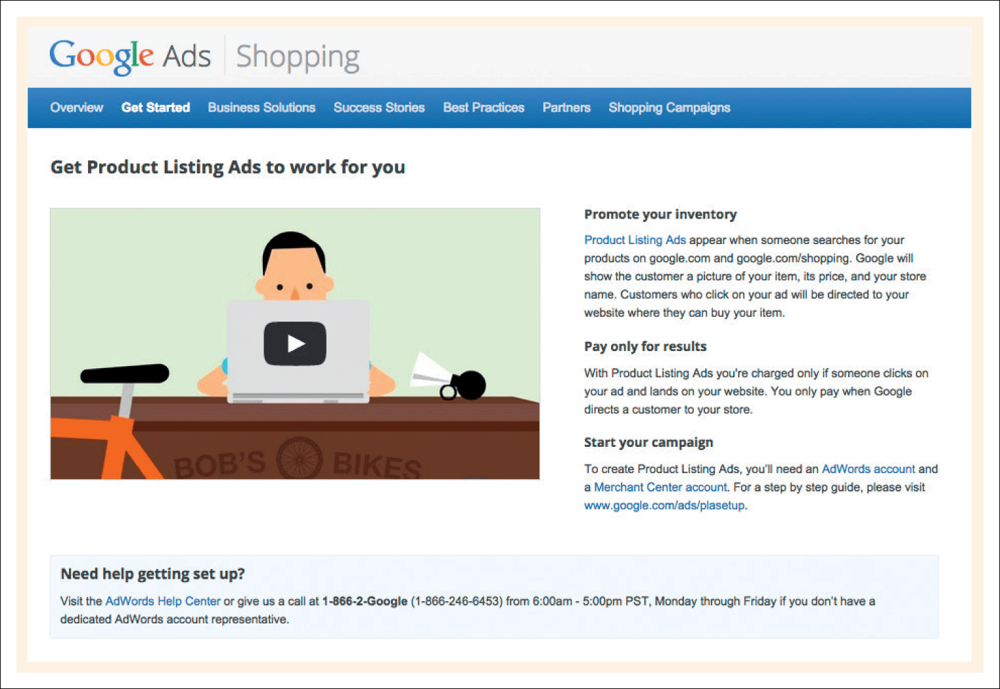 Google Ads Shopping
Overview Get Started Business Solutions Success Stories Best Practices Partners Shopping Campaigns
Get Product Listing Ads to work for you
BOB'S BIKES
Promote your inventory
Product Listing Ads appear when someone searches for your
products on google.com and google.com/shopping. Google will
show the customer a picture of your item, its price, and your store
name. Customers who click on your ad will be directed to your
website where they can buy your item.
Pay only for results
With Product Listing Ads you're charged only if someone clicks on
your ad and lands on your website. You only pay when Google
directs a customer to your store.
Start your campaign
To create Product Listing Ads, you'll need an AdWords account and
a Merchant Center account. For a step by step guide, please visit
www.google.com/ads/plasetup.
Need help getting set up?
Visit the AdWords Help Center or give us a call at 1-866-2-Google (1-866-246-6453) from 6:00am - 5:00pm PST, Monday through Friday if you don't have a
dedicated AdWords account representative.